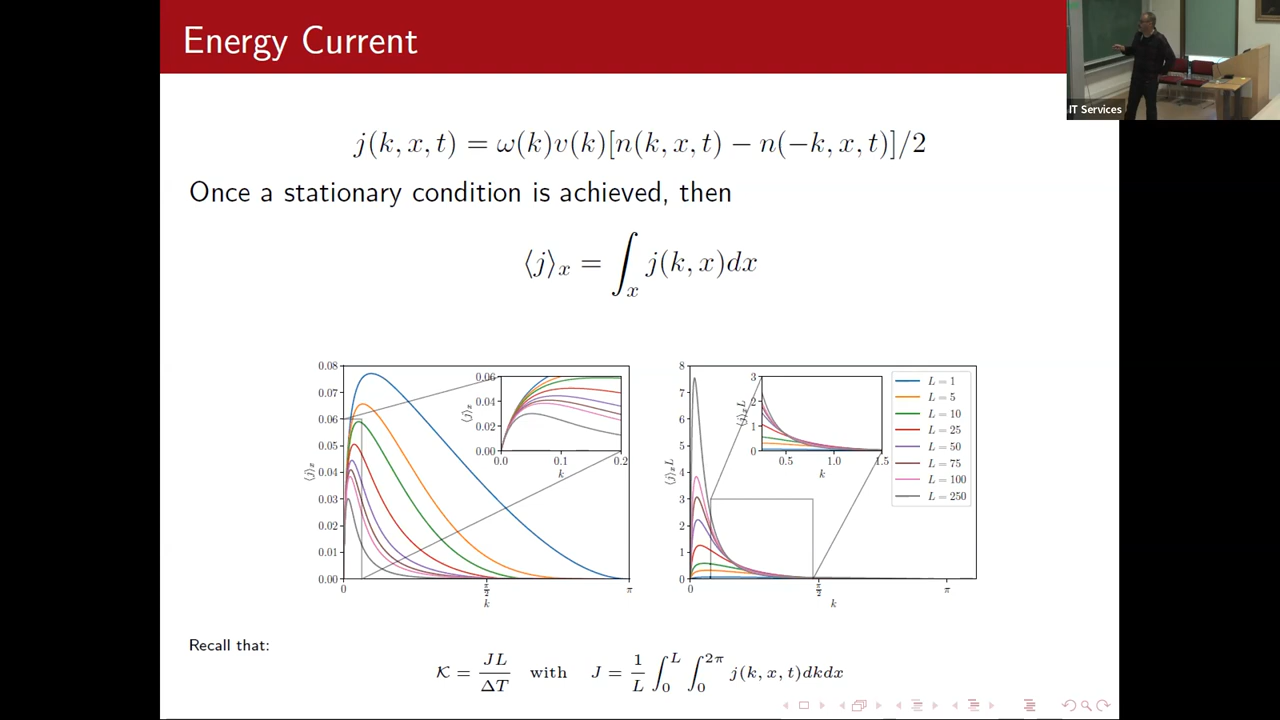 Energy Current
IT Services
j(k, x, t) = ω(k)v(k)[n(k, x, t) − n(−k, x, t)]/2
Once a stationary condition is achieved, then
⟨j⟩ₓ = ∫ₓ j(k, x)dx
0.08
0.07
0.06
0.05
0.04
0.03
0.02
0.01
0.00
⟨j⟩ₓ
0
π/2
π
k
0.06
0.04
0.02
0.00
⟨j⟩ₓ
0.0
0.1
0.2
k
8
7
6
5
4
3
2
1
0
⟨j⟩ₓL
0
π/2
π
k
3
2
1
0
⟨j⟩ₓL
0.5
1.0
1.5
k
L = 1
L = 5
L = 10
L = 25
L = 50
L = 75
L = 100
L = 250
Recall that:
𝒦 = JL/ΔT with J = 1/L ∫₀ᴸ ∫₀²π j(k, x, t)dkdx